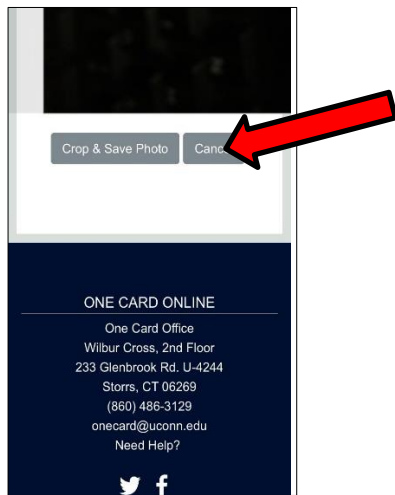 Crop & Save Photo
ONE CARD ONLINE
One Card Office
Wilbur Cross, 2nd Floor
233 Glenbrook Rd. U-4244
Storrs, CT 06269
(860) 486-3129
onecard@uconn.edu
Need Help?